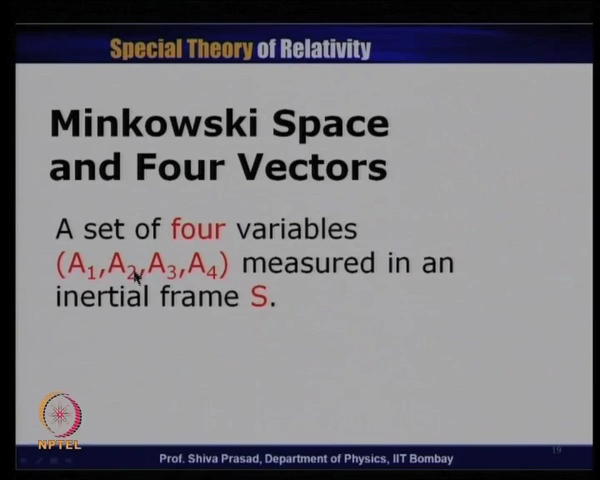 Special Theory of Relativity
Minkowski Space
and Four Vectors
A set of four variables
(A₁,A₂,A₃,A₄) measured in an
inertial frame S.
NPTEL
19
Prof. Shiva Prasad, Department of Physics, IIT Bombay